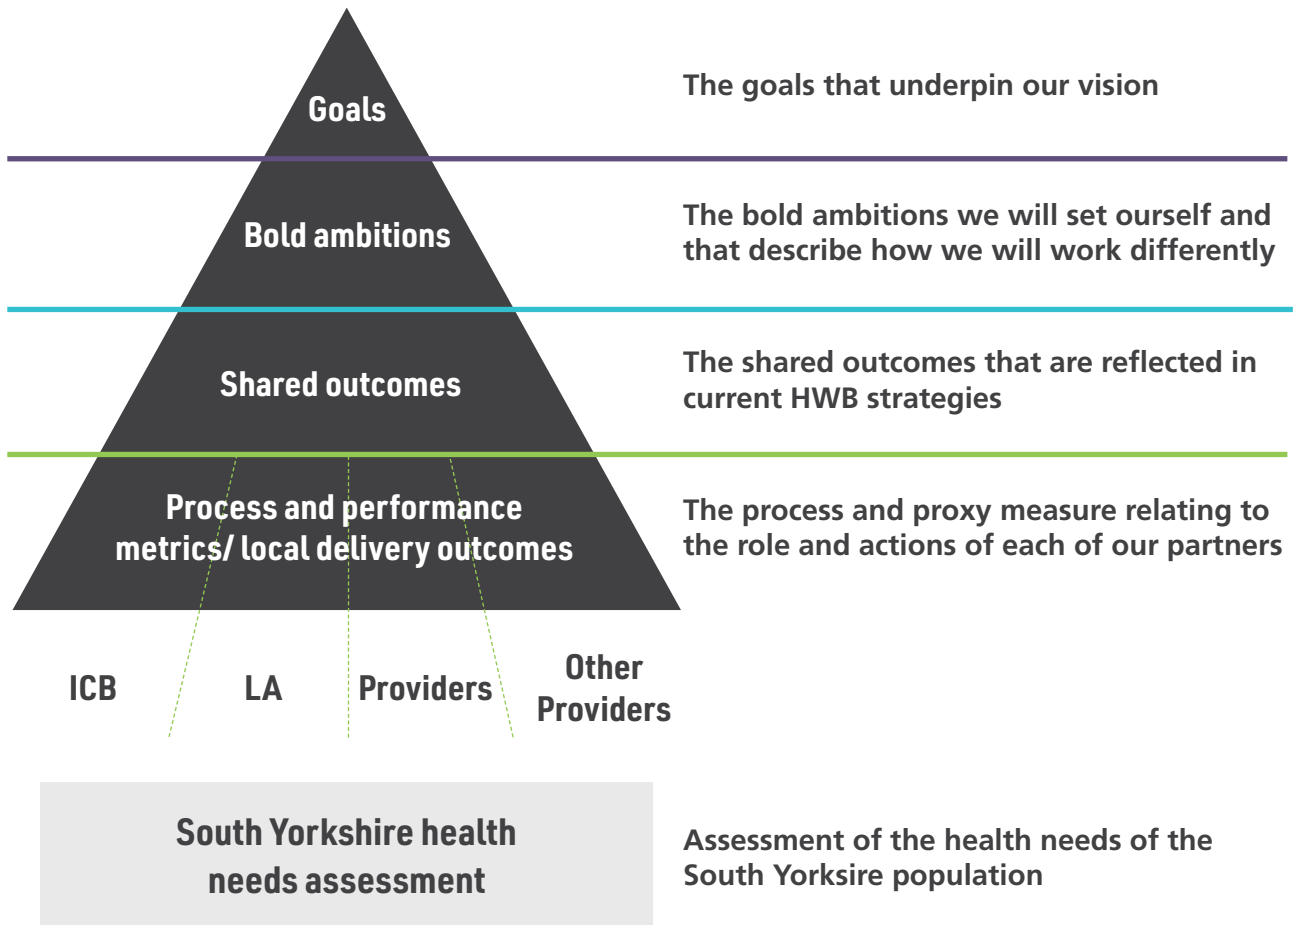 Goals
The goals that underpin our vision
Bold ambitions
The bold ambitions we will set ourself and
that describe how we will work differently
Shared outcomes
The shared outcomes that are reflected in
current HWB strategies
Process and performance
metrics/ local delivery outcomes
The process and proxy measure relating to
the role and actions of each of our partners
ICB
LA
Providers
Other
Providers
South Yorkshire health
needs assessment
Assessment of the health needs of the
South Yorksire population